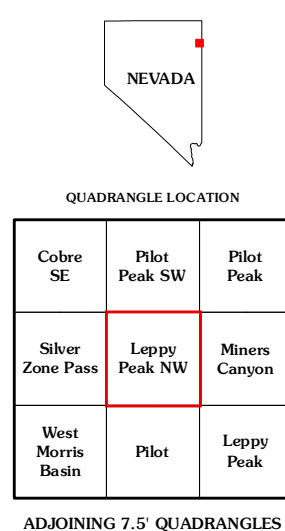 NEVADA
QUADRANGLE LOCATION
Cobre
SE
Pilot
Peak SW
Pilot
Peak
Silver
Zone Pass
Leppy
Peak NW
Miners
Canyon
West
Morris
Basin
Pilot
Leppy
Peak
ADJOINING 7.5' QUADRANGLES